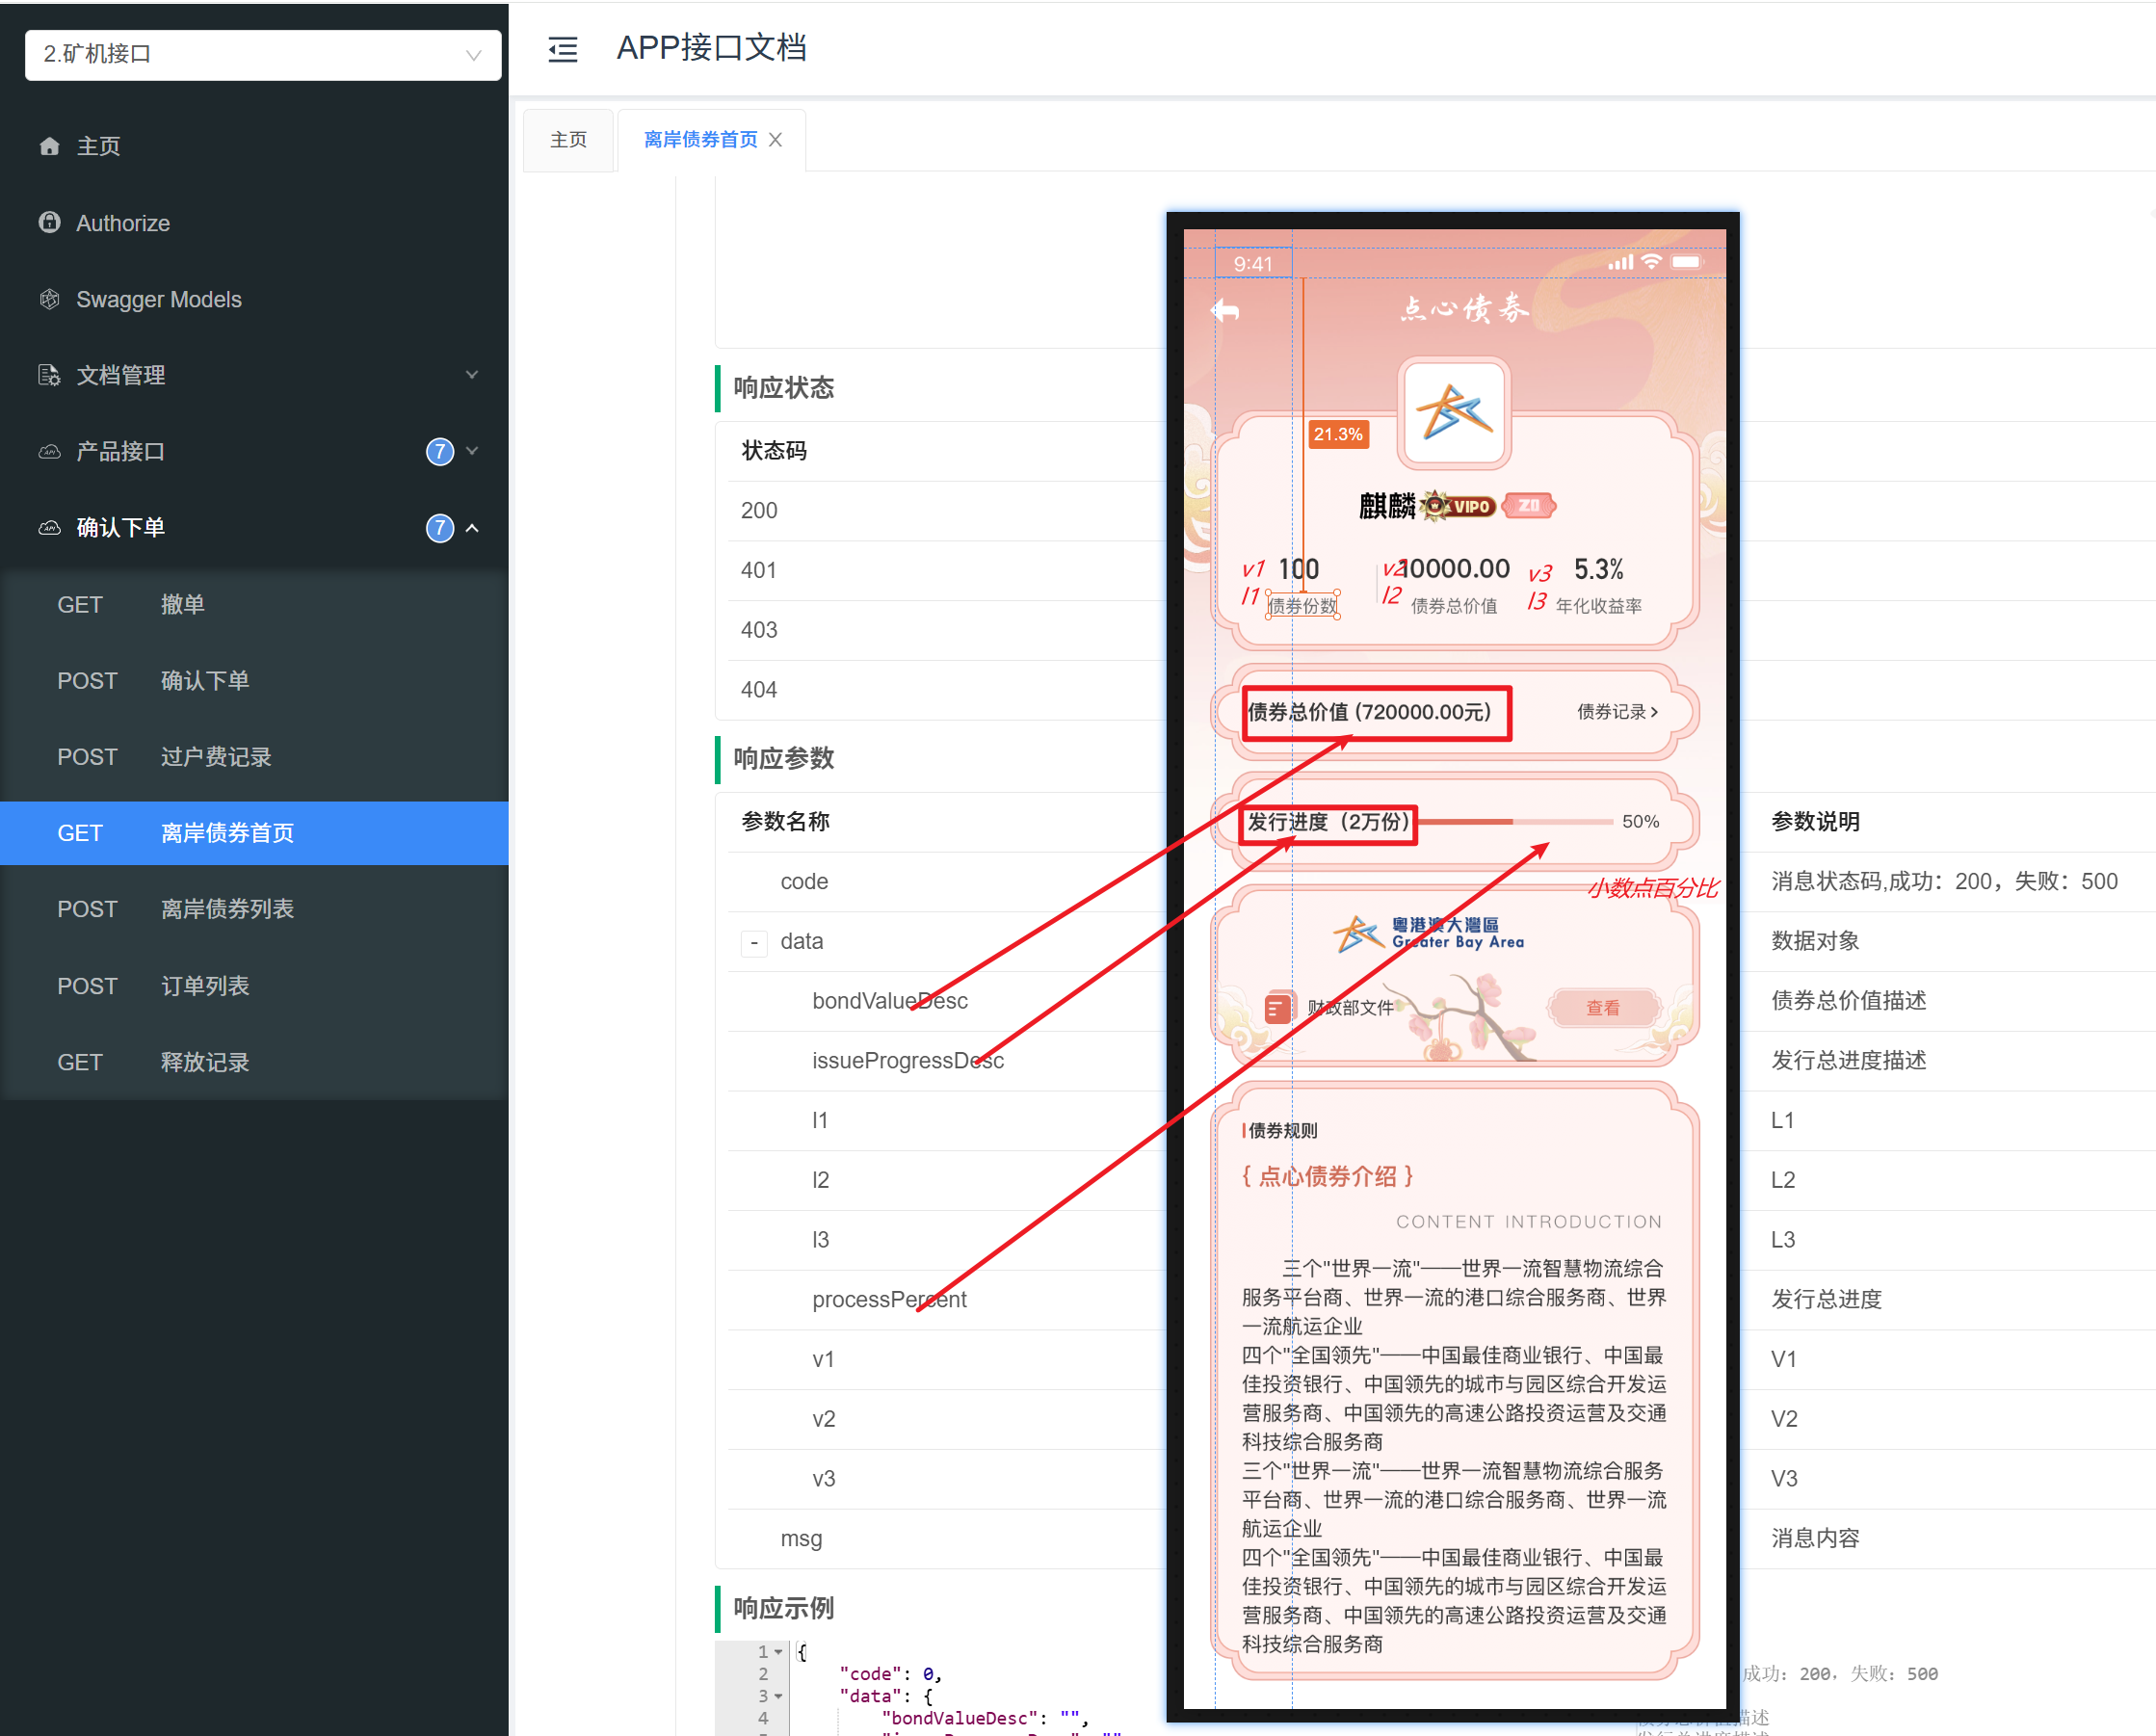 2.矿机接口
主页
Authorize
Swagger Models
文档管理
产品接口 7
确认下单 7
GET 撤单
POST 确认下单
POST 过户费记录
GET 离岸债券首页
POST 离岸债券列表
POST 订单列表
GET 释放记录
APP接口文档
主页 离岸债券首页
响应状态
状态码
200
401
403
404
响应参数
参数名称 参数说明
code 消息状态码,成功：200，失败：500
- data 数据对象
bondValueDesc 债券总价值描述
issueProgressDesc 发行总进度描述
l1 L1
l2 L2
l3 L3
processPercent 发行总进度
v1 V1
v2 V2
v3 V3
msg 消息内容
响应示例
1 {
2 "code": 0, 成功: 200，失败: 500
3 "data": {
4 "bondValueDesc": "",
9:41
点心债券
21.3%
麒麟 VIP0 Z0
v1 100 v2 10000.00 v3 5.3%
l1 债券份数 l2 债券总价值 l3 年化收益率
债券总价值 (720000.00元) 债券记录
发行进度（2万份） 50%
小数点百分比
粤港澳大灣區
Greater Bay Area
财政部文件 查看
债券规则
{ 点心债券介绍 }
CONTENT INTRODUCTION
三个"世界一流"——世界一流智慧物流综合
服务平台商、世界一流的港口综合服务商、世界
一流航运企业
四个"全国领先"——中国最佳商业银行、中国最
佳投资银行、中国领先的城市与园区综合开发运
营服务商、中国领先的高速公路投资运营及交通
科技综合服务商
三个"世界一流"——世界一流智慧物流综合服务
平台商、世界一流的港口综合服务商、世界一流
航运企业
四个"全国领先"——中国最佳商业银行、中国最
佳投资银行、中国领先的城市与园区综合开发运
营服务商、中国领先的高速公路投资运营及交通
科技综合服务商